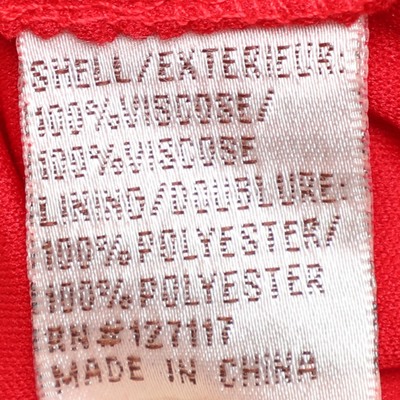 SHELL/EXTERIEUR:
100%VISCOSE/
100%VISCOSE
LINING/DOUBLURE:
100%POLYESTER/
100%POLYESTER
RN#127117
MADE IN CHINA